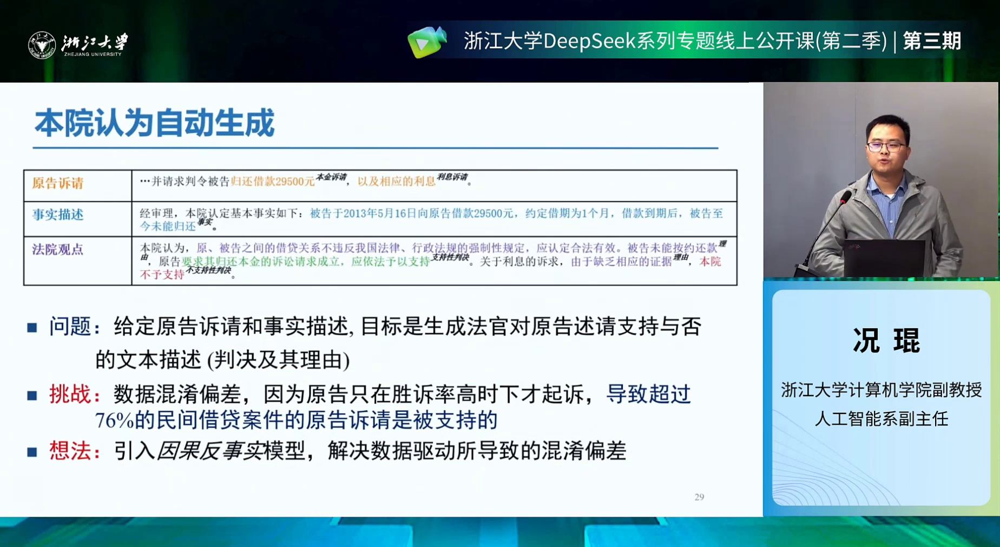 浙江大学
ZHEJIANG UNIVERSITY
浙江大学DeepSeek系列专题线上公开课(第二季) | 第三期
本院认为自动生成
原告诉请
…并请求判令被告归还借款29500元本金诉请，以及相应的利息利息诉请。
事实描述
经审理，本院认定基本事实如下：被告于2013年5月16日向原告借款29500元，约定借期为1个月，借款到期后，被告至
今未能归还事实。
法院观点
本院认为，原、被告之间的借贷关系不违反我国法律、行政法规的强制性规定，应认定合法有效。被告未能按约还款理
由，原告要求其归还本金的诉讼请求成立，应依法予以支持支持性判决。关于利息的诉求，由于缺乏相应的证据理由，本院
不予支持不支持性判决。
■ 问题：给定原告诉请和事实描述, 目标是生成法官对原告述请支持与否
的文本描述 (判决及其理由)
■ 挑战：数据混淆偏差，因为原告只在胜诉率高时下才起诉，导致超过
76%的民间借贷案件的原告诉请是被支持的
■ 想法：引入因果反事实模型，解决数据驱动所导致的混淆偏差
29
况 琨
浙江大学计算机学院副教授
人工智能系副主任